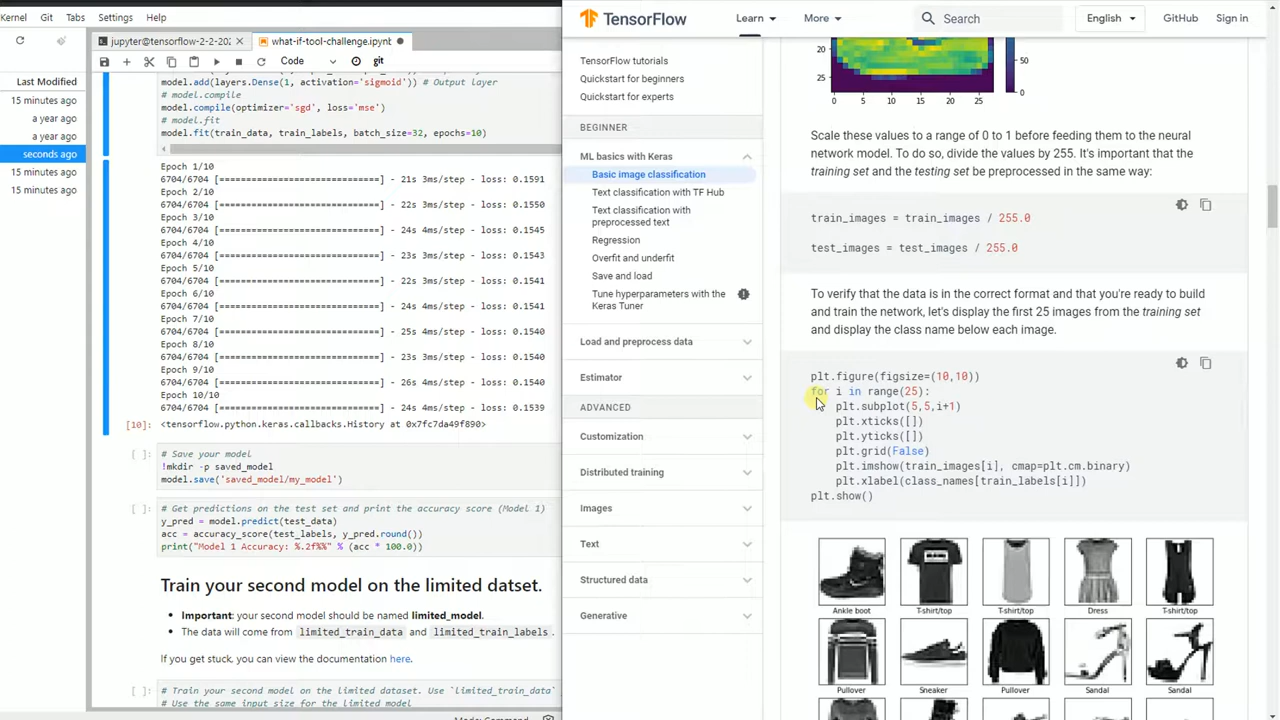 Kernel Git Tabs Settings Help
jupyter@tensorflow-2-2-202
what-if-tool-challenge.ipynb
Code
git
Last Modified
15 minutes ago
a year ago
a year ago
seconds ago
15 minutes ago
15 minutes ago
model.add(layers.Dense(1, activation='sigmoid')) # Output layer
# model.compile
model.compile(optimizer='sgd', loss='mse')
# model.fit
model.fit(train_data, train_labels, batch_size=32, epochs=10)
Epoch 1/10
6704/6704 [==============================] - 21s 3ms/step - loss: 0.1591
Epoch 2/10
6704/6704 [==============================] - 22s 3ms/step - loss: 0.1550
Epoch 3/10
6704/6704 [==============================] - 24s 4ms/step - loss: 0.1545
Epoch 4/10
6704/6704 [==============================] - 23s 3ms/step - loss: 0.1543
Epoch 5/10
6704/6704 [==============================] - 22s 3ms/step - loss: 0.1541
Epoch 6/10
6704/6704 [==============================] - 24s 4ms/step - loss: 0.1541
Epoch 7/10
6704/6704 [==============================] - 25s 4ms/step - loss: 0.1540
Epoch 8/10
6704/6704 [==============================] - 23s 3ms/step - loss: 0.1540
Epoch 9/10
6704/6704 [==============================] - 26s 4ms/step - loss: 0.1540
Epoch 10/10
6704/6704 [==============================] - 24s 4ms/step - loss: 0.1539
[10]: <tensorflow.python.keras.callbacks.History at 0x7fc7da49f890>
[ ]: # Save your model
!mkdir -p saved_model
model.save('saved_model/my_model')
[ ]: # Get predictions on the test set and print the accuracy score (Model 1)
y_pred = model.predict(test_data)
acc = accuracy_score(test_labels, y_pred.round())
print("Model 1 Accuracy: %.2f%%" % (acc * 100.0))
Train your second model on the limited datset.
• Important: your second model should be named limited_model.
• The data will come from limited_train_data and limited_train_labels.
If you get stuck, you can view the documentation here.
[ ]: # Train your second model on the limited dataset. Use `limited_train_data`
# Use the same input size for the limited model
TensorFlow
Learn
More
Search
English
GitHub
Sign in
TensorFlow tutorials
Quickstart for beginners
Quickstart for experts
BEGINNER
ML basics with Keras
Basic image classification
Text classification with TF Hub
Text classification with
preprocessed text
Regression
Overfit and underfit
Save and load
Tune hyperparameters with the
Keras Tuner
Load and preprocess data
Estimator
ADVANCED
Customization
Distributed training
Images
Text
Structured data
Generative
20
25
0 5 10 15 20 25
50
0
Scale these values to a range of 0 to 1 before feeding them to the neural
network model. To do so, divide the values by 255. It's important that the
training set and the testing set be preprocessed in the same way:
train_images = train_images / 255.0
test_images = test_images / 255.0
To verify that the data is in the correct format and that you're ready to build
and train the network, let's display the first 25 images from the training set
and display the class name below each image.
plt.figure(figsize=(10,10))
for i in range(25):
plt.subplot(5,5,i+1)
plt.xticks([])
plt.yticks([])
plt.grid(False)
plt.imshow(train_images[i], cmap=plt.cm.binary)
plt.xlabel(class_names[train_labels[i]])
plt.show()
Ankle boot T-shirt/top T-shirt/top Dress T-shirt/top
Pullover Sneaker Pullover Sandal Sandal